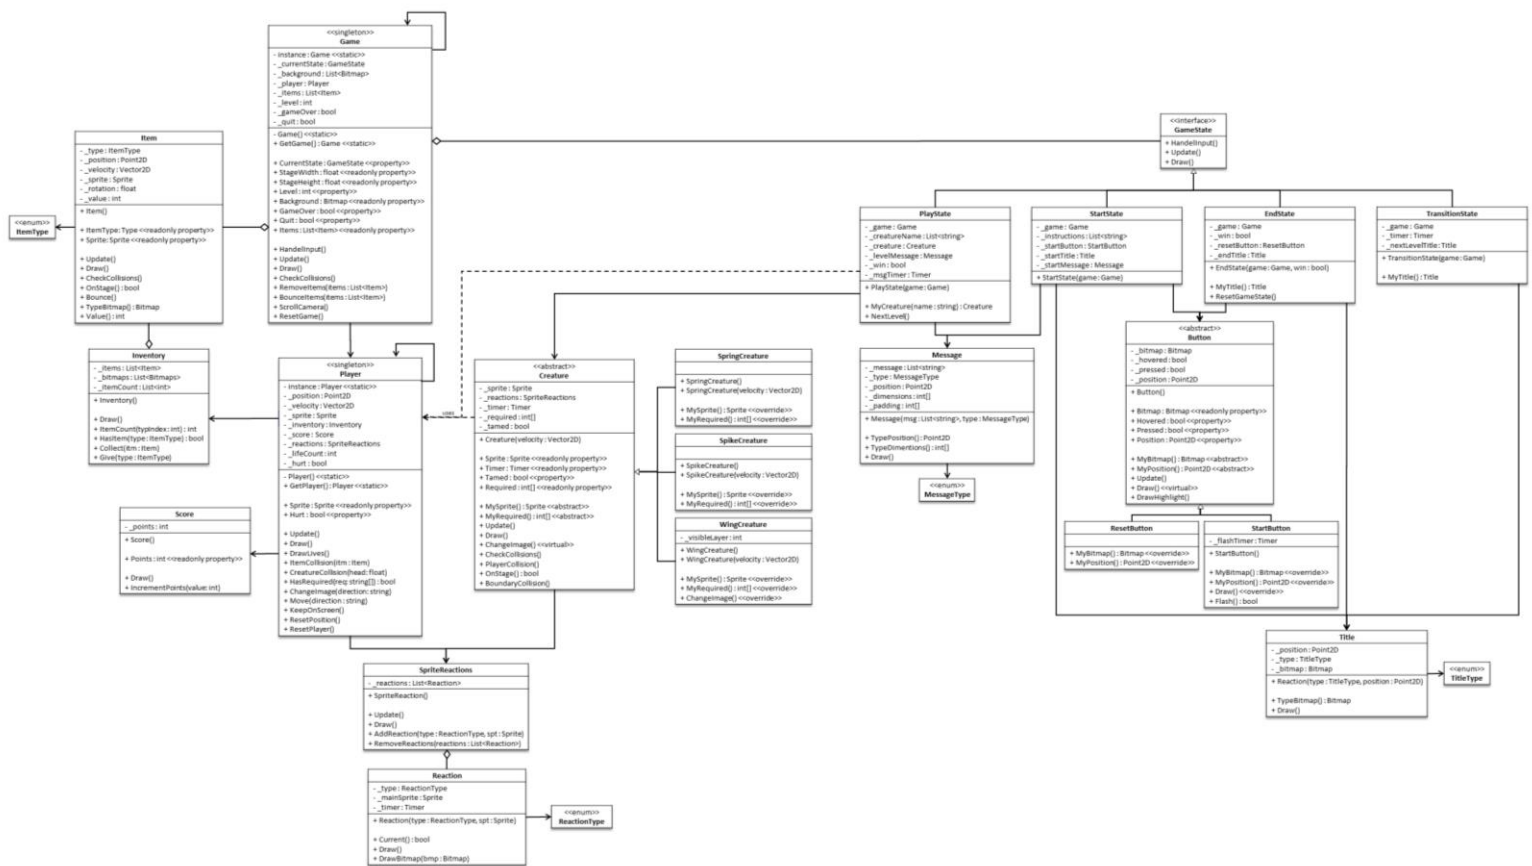 <<singleton>>
Game
- instance : Game <<static>>
- _currentState : GameState
- _background : List<Bitmap>
- _player : Player
- _items : List<Item>
- _level : int
- _gameOver : bool
- _quit : bool
- Game() <<static>>
+ GetGame() : Game <<static>>
+ CurrentState : GameState <<property>>
+ StageWidth : float <<readonly property>>
+ StageHeight : float <<readonly property>>
+ Level : int <<property>>
+ Background : Bitmap <<readonly property>>
+ GameOver : bool <<property>>
+ Quit : bool <<property>>
+ Items : List<Item> <<readonly property>>
+ HandelInput()
+ Update()
+ Draw()
+ CheckCollisions()
+ RemoveItems(items : List<Item>)
+ BounceItems(items : List<Item>)
+ ScrollCamera()
+ ResetGame()
Item
- _type : ItemType
- _position : Point2D
- _velocity : Vector2D
- _sprite : Sprite
- _rotation : float
- _value : int
+ Item()
+ ItemType : Type <<readonly property>>
+ Sprite : Sprite <<readonly property>>
+ Update()
+ Draw()
+ CheckCollisions()
+ OnStage() : bool
+ Bounce()
+ TypeBitmap() : Bitmap
+ Value() : int
<<enum>>
ItemType
Inventory
- _items : List<Item>
- _bitmaps : List<Bitmaps>
- _itemCount : List<int>
+ Inventory()
+ Draw()
+ ItemCount(typIndex : int) : int
+ HasItem(type : ItemType) : bool
+ Collect(itm : Item)
+ Give(type : ItemType)
Score
- _points : int
+ Score()
+ Points : int <<readonly property>>
+ Draw()
+ IncrementPoints(value: int)
<<singleton>>
Player
- instance : Player <<static>>
- _position : Point2D
- _velocity : Vector2D
- _sprite : Sprite
- _inventory : Inventory
- _score : Score
- _reactions : SpriteReactions
- _lifeCount : int
- _hurt : bool
- Player() <<static>>
+ GetPlayer() : Player <<static>>
+ Sprite : Sprite <<readonly property>>
+ Hurt : bool <<property>>
+ Update()
+ Draw()
+ DrawLives()
+ ItemCollision(itm : Item)
+ CreatureCollision(head: float)
+ HasRequired(req: string[]) : bool
+ ChangeImage(direction: string)
+ Move(direction : string)
+ KeepOnScreen()
+ ResetPosition()
+ ResetPlayer()
<<abstract>>
Creature
- _sprite : Sprite
- _reactions : SpriteReactions
- _timer : Timer
- _required : int[]
- _tamed : bool
+ Creature(velocity : Vector2D)
+ Sprite : Sprite <<readonly property>>
+ Timer : Timer <<readonly property>>
+ Tamed : bool <<property>>
+ Required : int[] <<readonly property>>
+ MySprite() : Sprite <<abstract>>
+ MyRequired() : int[] <<abstract>>
+ Update()
+ Draw()
+ ChangeImage() <<virtual>>
+ CheckCollisions()
+ PlayerCollision()
+ OnStage() : bool
+ BoundaryCollision()
SpringCreature
+ SpringCreature()
+ SpringCreature(velocity : Vector2D)
+ MySprite() : Sprite <<override>>
+ MyRequired() : int[] <<override>>
SpikeCreature
+ SpikeCreature()
+ SpikeCreature(velocity : Vector2D)
+ MySprite() : Sprite <<override>>
+ MyRequired() : int[] <<override>>
WingCreature
- _visibleLayer : int
+ WingCreature()
+ WingCreature(velocity : Vector2D)
+ MySprite() : Sprite <<override>>
+ MyRequired() : int[] <<override>>
+ ChangeImage() <<override>>
SpriteReactions
- _reactions : List<Reaction>
+ SpriteReaction()
+ Update()
+ Draw()
+ AddReaction(type : ReactionType, spt : Sprite)
+ RemoveReactions(reactions : List<Reaction>)
Reaction
- _type : ReactionType
- _mainSprite : Sprite
- _timer : Timer
+ Reaction(type : ReactionType, spt : Sprite)
+ Current() : bool
+ Draw()
+ DrawBitmap(bmp : Bitmap)
<<enum>>
ReactionType
<<interface>>
GameState
+ HandelInput()
+ Update()
+ Draw()
PlayState
- _game : Game
- _creatureName : List<string>
- _creature : Creature
- _levelMessage : Message
- _win : bool
- _msgTimer : Timer
+ PlayState(game : Game)
+ MyCreature(name : string) : Creature
+ NextLevel()
StartState
- _game : Game
- _instructions : List<string>
- _startButton : StartButton
- _startTitle : Title
- _startMessage : Message
+ StartState(game : Game)
EndState
- _game : Game
- _win : bool
- _resetButton : ResetButton
- _endTitle : Title
+ EndState(game : Game, win : bool)
+ MyTitle() : Title
+ ResetGameState()
TransitionState
- _game : Game
- _timer : Timer
- _nextLevelTitle : Title
+ TransitionState(game : Game)
+ MyTitle() : Title
Message
- _message : List<string>
- _type : MessageType
- _position : Point2D
- _dimensions : int[]
- _padding : int[]
+ Message(msg : List<string>, type : MessageType)
+ TypePosition() : Point2D
+ TypeDimentions() : int[]
+ Draw()
<<enum>>
MessageType
<<abstract>>
Button
- _bitmap : Bitmap
- _hovered : bool
- _pressed : bool
- _position : Point2D
+ Button()
+ Bitmap : Bitmap <<readonly property>>
+ Hovered : bool <<property>>
+ Pressed : bool <<property>>
+ Position : Point2D <<property>>
+ MyBitmap() : Bitmap <<abstract>>
+ MyPosition() : Point2D <<abstract>>
+ Update()
+ Draw() <<virtual>>
+ DrawHighlight()
ResetButton
+ MyBitmap() : Bitmap <<override>>
+ MyPosition() : Point2D <<override>>
StartButton
- _flashTimer : Timer
+ StartButton()
+ MyBitmap() : Bitmap <<override>>
+ MyPosition() : Point2D <<override>>
+ Draw() <<override>>
+ Flash() : bool
Title
- _position : Point2D
- _type : TitleType
- _bitmap : Bitmap
+ Reaction(type : TitleType, position : Point2D)
+ TypeBitmap() : Bitmap
+ Draw()
<<enum>>
TitleType